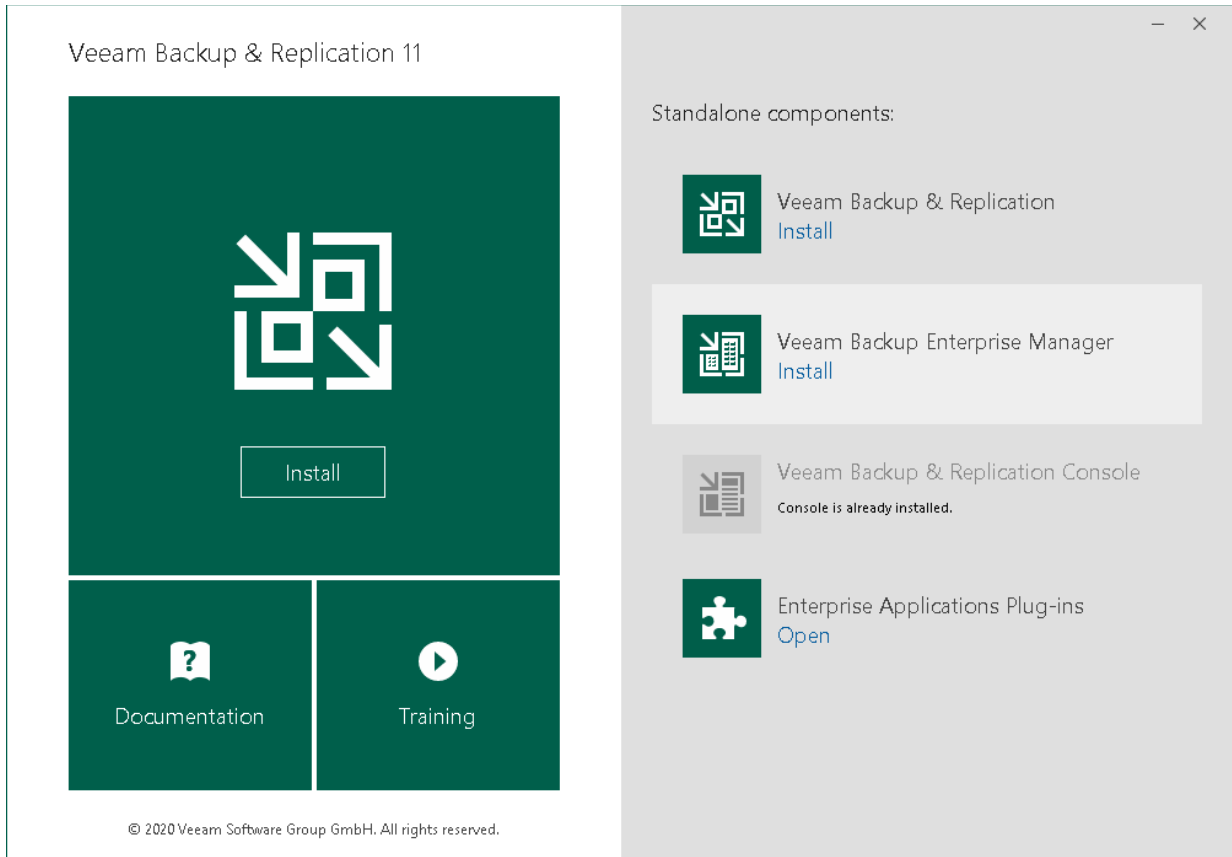 Veeam Backup & Replication 11
Install
Documentation
Training
© 2020 Veeam Software Group GmbH. All rights reserved.
Standalone components:
Veeam Backup & Replication
Install
Veeam Backup Enterprise Manager
Install
Veeam Backup & Replication Console
Console is already installed.
Enterprise Applications Plug-ins
Open